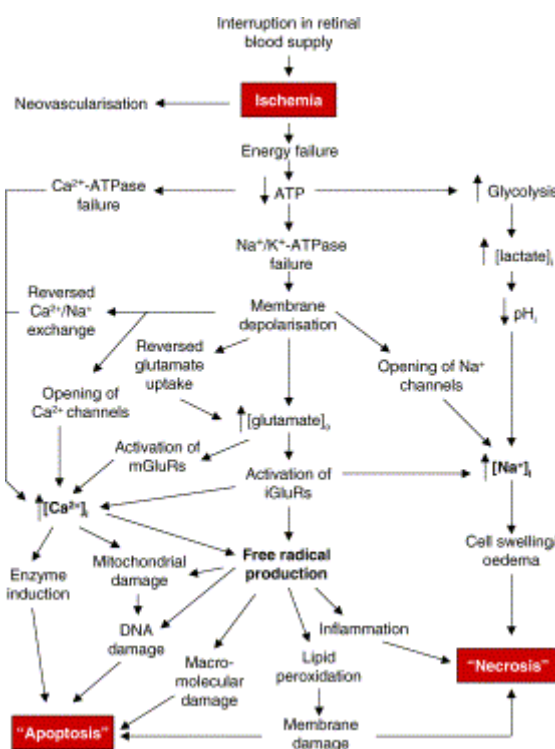 Interruption in retinal
blood supply
Ischemia
Neovascularisation
Energy failure
Ca²⁺-ATPase
failure
↓ ATP
↑ Glycolysis
Na⁺/K⁺-ATPase
failure
↑ [lactate]ᵢ
Reversed
Ca²⁺/Na⁺
exchange
Membrane
depolarisation
↓ pHᵢ
Reversed
glutamate
uptake
Opening of Na⁺
channels
Opening of
Ca²⁺ channels
↑ [glutamate]ₒ
Activation of
mGluRs
Activation of
iGluRs
↑ [Na⁺]ᵢ
↑ [Ca²⁺]ᵢ
Cell swelling/
oedema
Enzyme
induction
Mitochondrial
damage
Free radical
production
DNA
damage
Inflammation
Macro-
molecular
damage
Lipid
peroxidation
"Necrosis"
"Apoptosis"
Membrane
damage